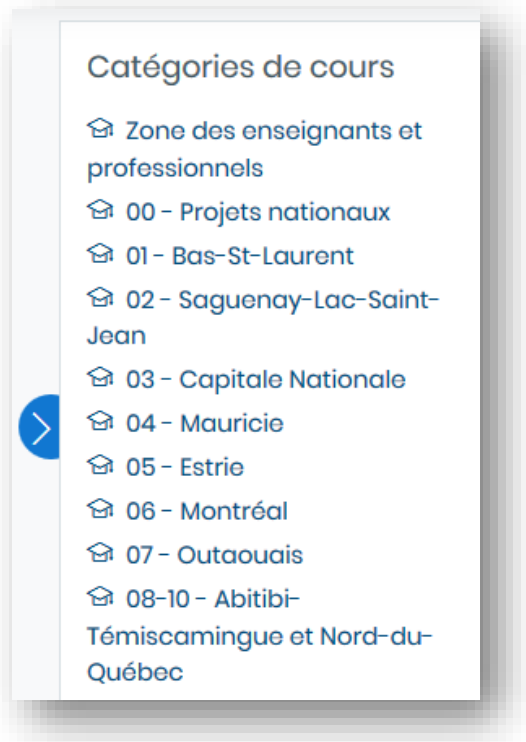 Catégories de cours
Zone des enseignants et
professionnels
00 - Projets nationaux
01 - Bas-St-Laurent
02 - Saguenay-Lac-Saint-
Jean
03 - Capitale Nationale
04 - Mauricie
05 - Estrie
06 - Montréal
07 - Outaouais
08-10 - Abitibi-
Témiscamingue et Nord-du-
Québec